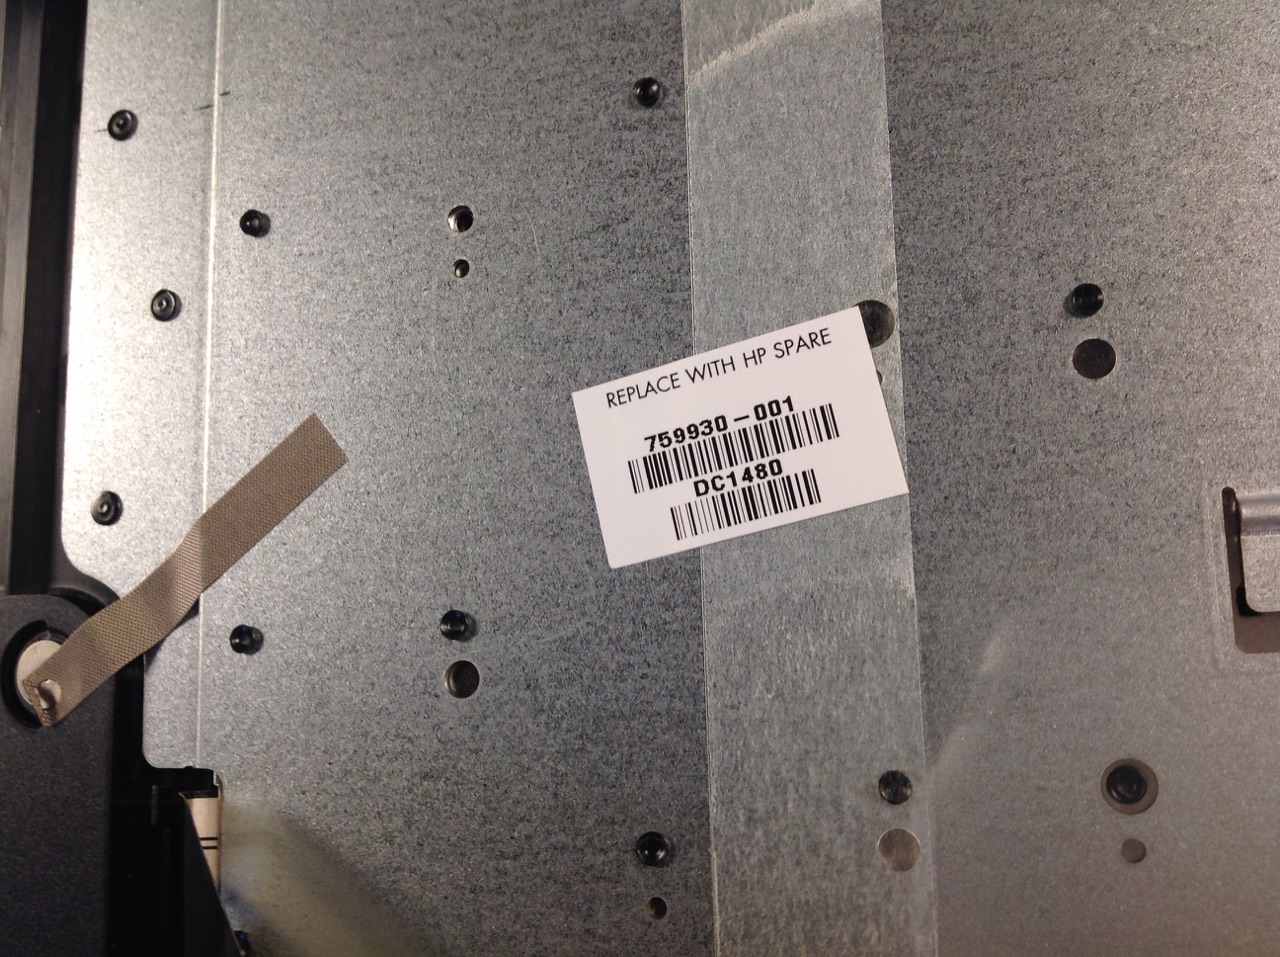 REPLACE WITH HP SPARE
759930-001
DC1480